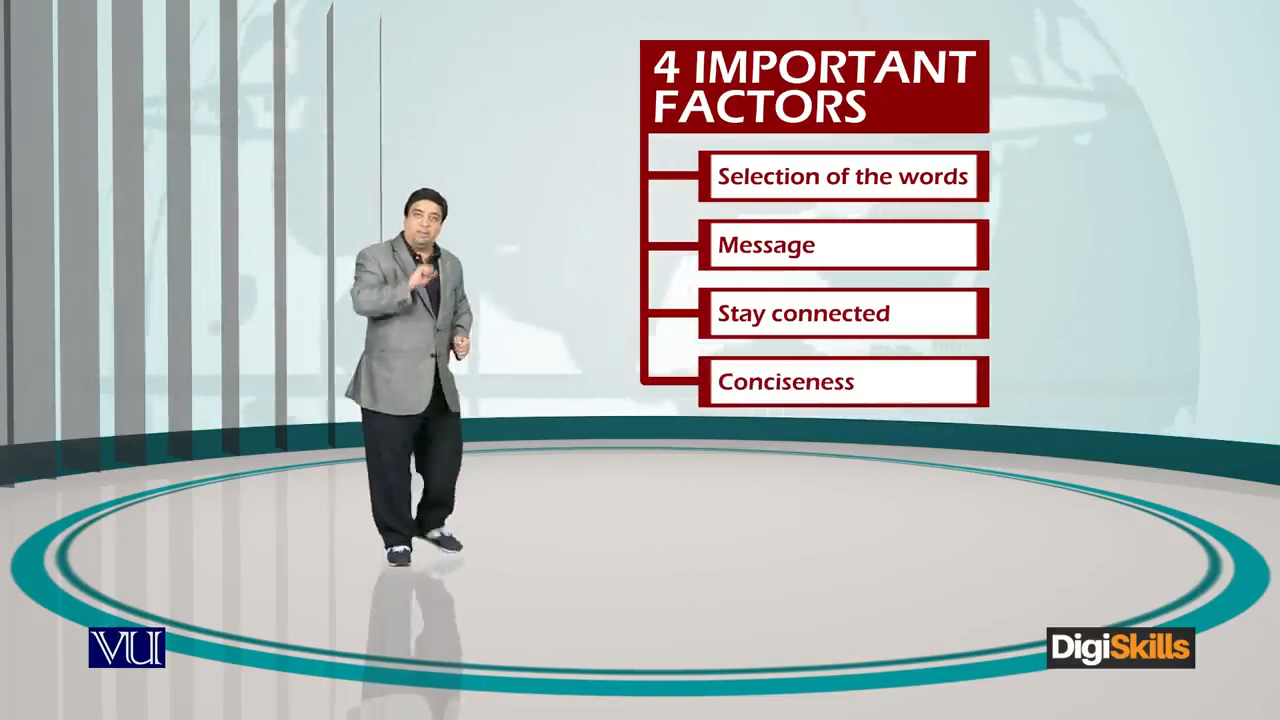 4 IMPORTANT
FACTORS
Selection of the words
Message
Stay connected
Conciseness
VU
DigiSkills